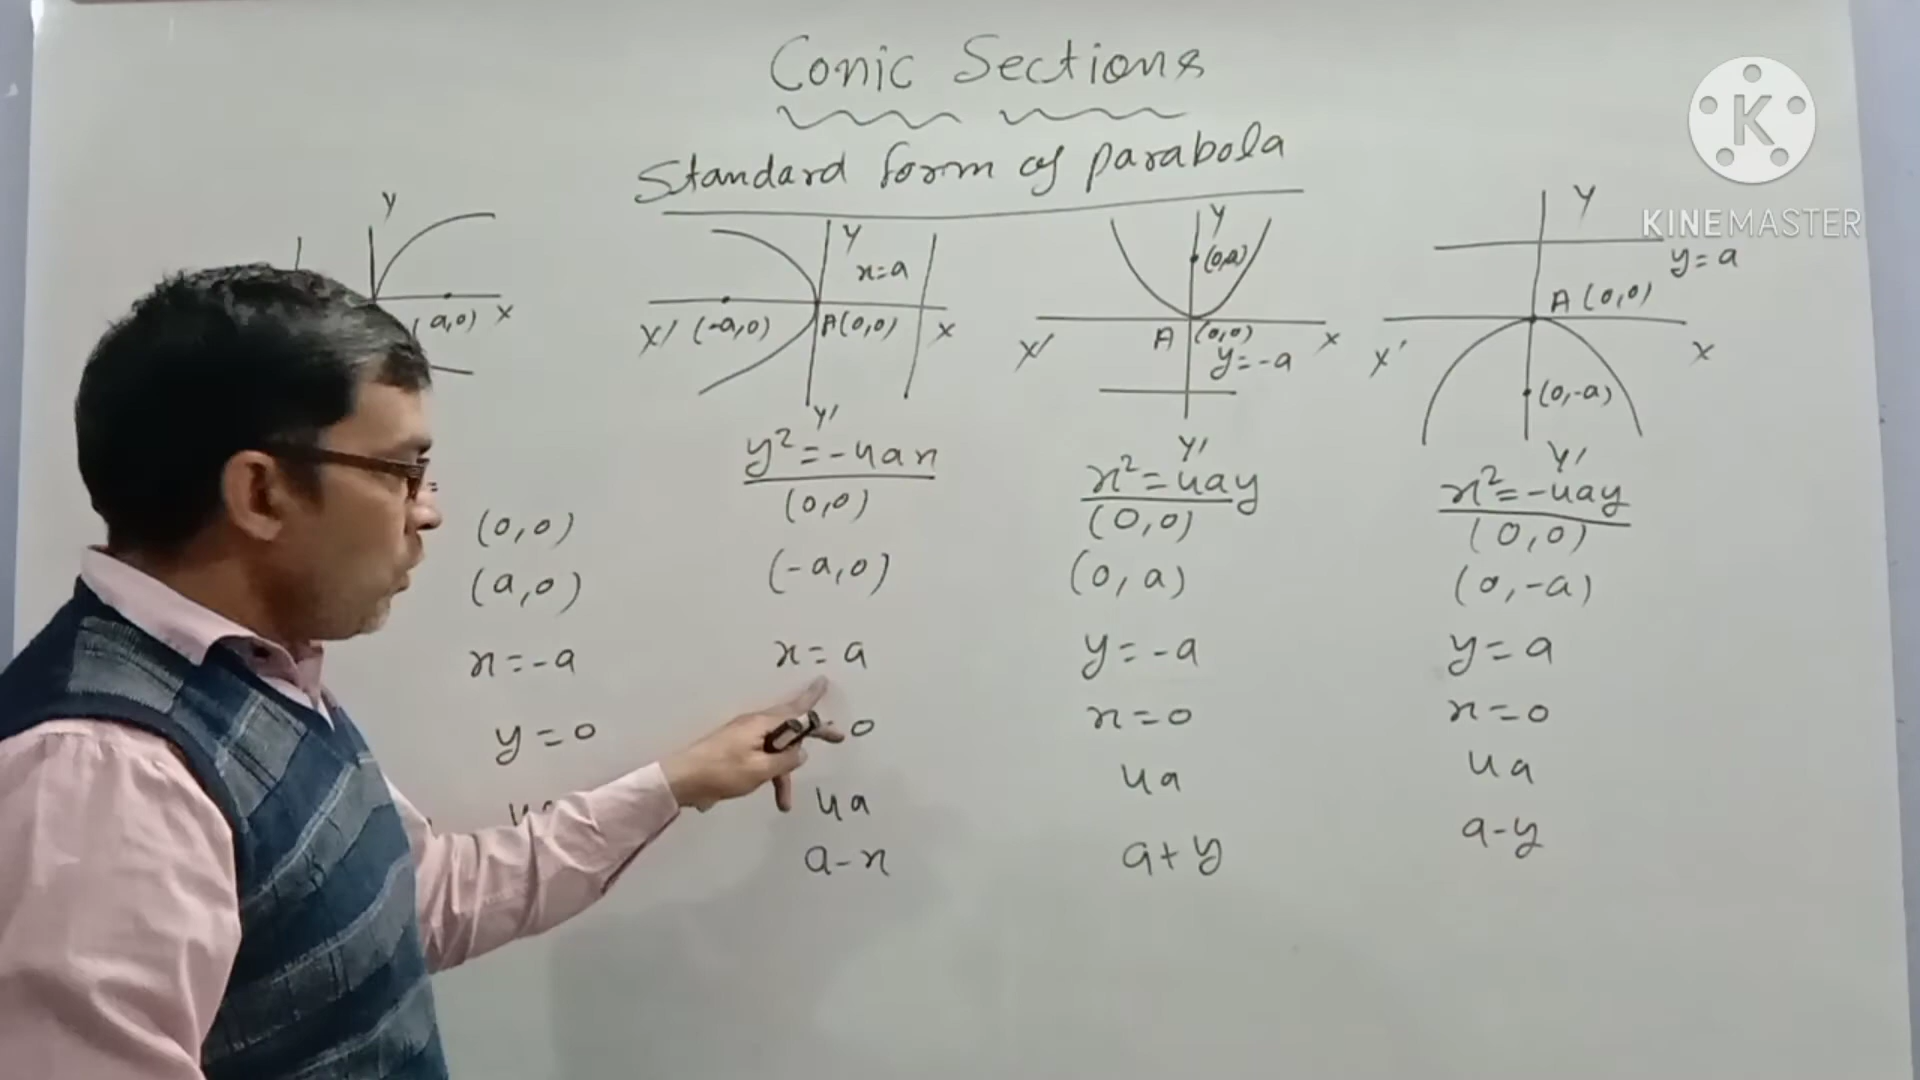 Conic Sections
Standard form of parabola
K
KINEMASTER
Y
(a,0) X
Y
x=a
X' (-a,0) A(0,0) X
Y'
y²=-4ax
Y
(0,a)
X' A (0,0) X
y=-a
Y'
x²=4ay
Y
y=a
A(0,0)
X' X
(0,-a)
Y'
x²=-4ay
(0,0) (0,0) (0,0) (0,0)
(a,0) (-a,0) (0,a) (0,-a)
x=-a x=a y=-a y=a
y=0 =0 x=0 x=0
4a 4a 4a
a-x a+y a-y